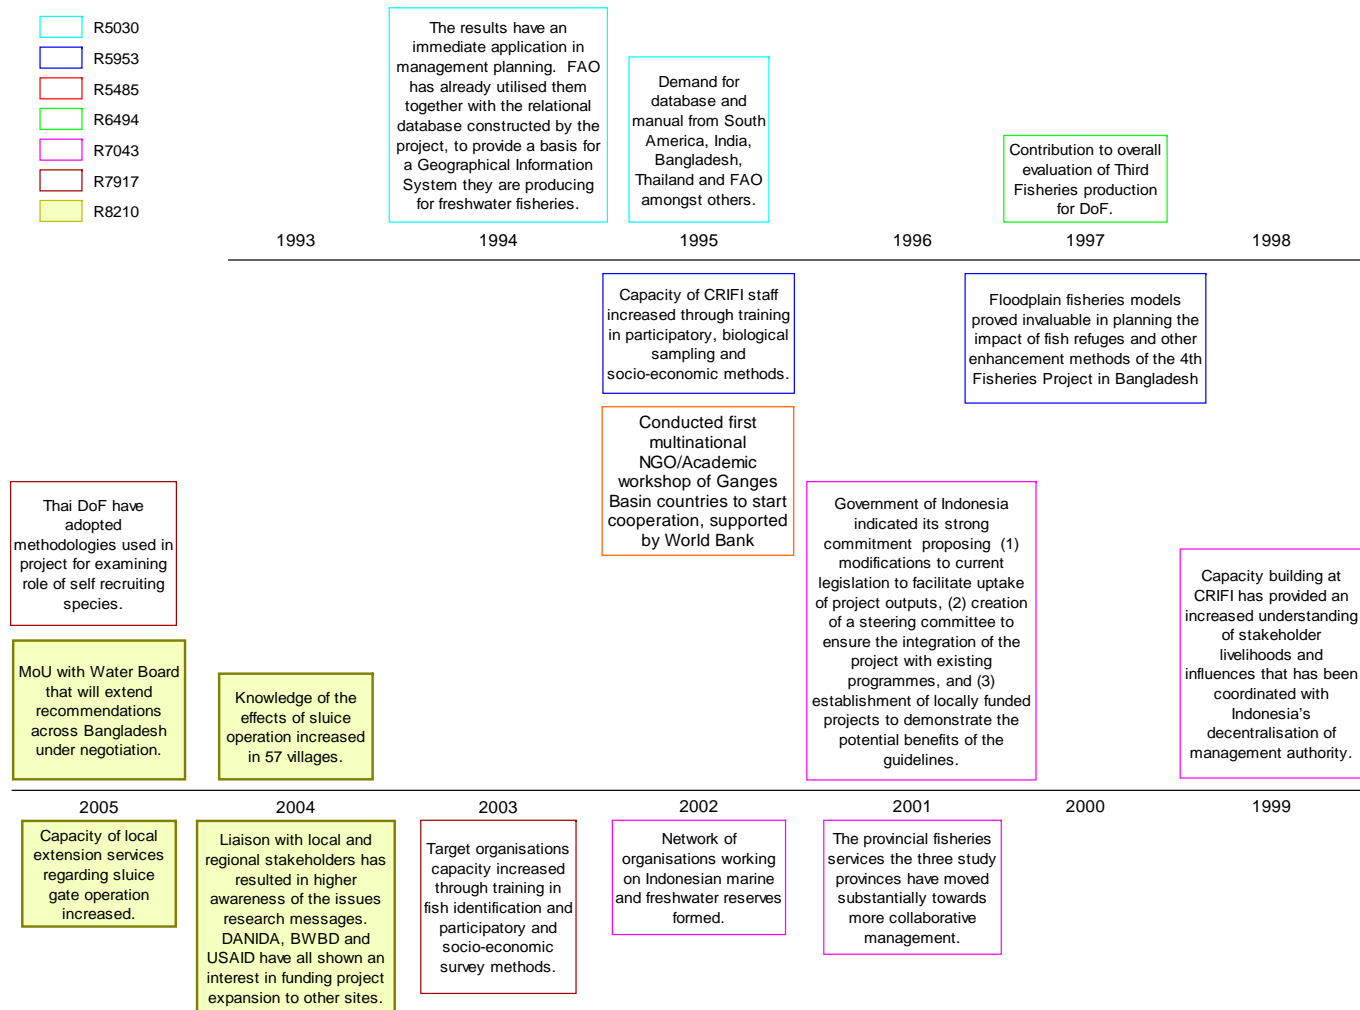 R5030
R5953
R5485
R6494
R7043
R7917
R8210
The results have an
immediate application in
management planning. FAO
has already utilised them
together with the relational
database constructed by the
project, to provide a basis for
a Geographical Information
System they are producing
for freshwater fisheries.
Demand for
database and
manual from South
America, India,
Bangladesh,
Thailand and FAO
amongst others.
Contribution to overall
evaluation of Third
Fisheries production
for DoF.
1993
1994
1995
1996
1997
1998
Capacity of CRIFI staff
increased through training
in participatory, biological
sampling and
socio-economic methods.
Floodplain fisheries models
proved invaluable in planning the
impact of fish refuges and other
enhancement methods of the 4th
Fisheries Project in Bangladesh
Conducted first
multinational
NGO/Academic
workshop of Ganges
Basin countries to start
cooperation, supported
by World Bank
Thai DoF have
adopted
methodologies used in
project for examining
role of self recruiting
species.
MoU with Water Board
that will extend
recommendations
across Bangladesh
under negotiation.
Knowledge of the
effects of sluice
operation increased
in 57 villages.
Government of Indonesia
indicated its strong
commitment proposing (1)
modifications to current
legislation to facilitate uptake
of project outputs, (2) creation
of a steering committee to
ensure the integration of the
project with existing
programmes, and (3)
establishment of locally funded
projects to demonstrate the
potential benefits of the
guidelines.
Capacity building at
CRIFI has provided an
increased understanding
of stakeholder
livelihoods and
influences that has been
coordinated with
Indonesia's
decentralisation of
management authority.
2005
2004
2003
2002
2001
2000
1999
Capacity of local
extension services
regarding sluice
gate operation
increased.
Liaison with local and
regional stakeholders has
resulted in higher
awareness of the issues
research messages.
DANIDA, BWBD and
USAID have all shown an
interest in funding project
expansion to other sites.
Target organisations
capacity increased
through training in
fish identification and
participatory and
socio-economic
survey methods.
Network of
organisations working
on Indonesian marine
and freshwater reserves
formed.
The provincial fisheries
services the three study
provinces have moved
substantially towards
more collaborative
management.